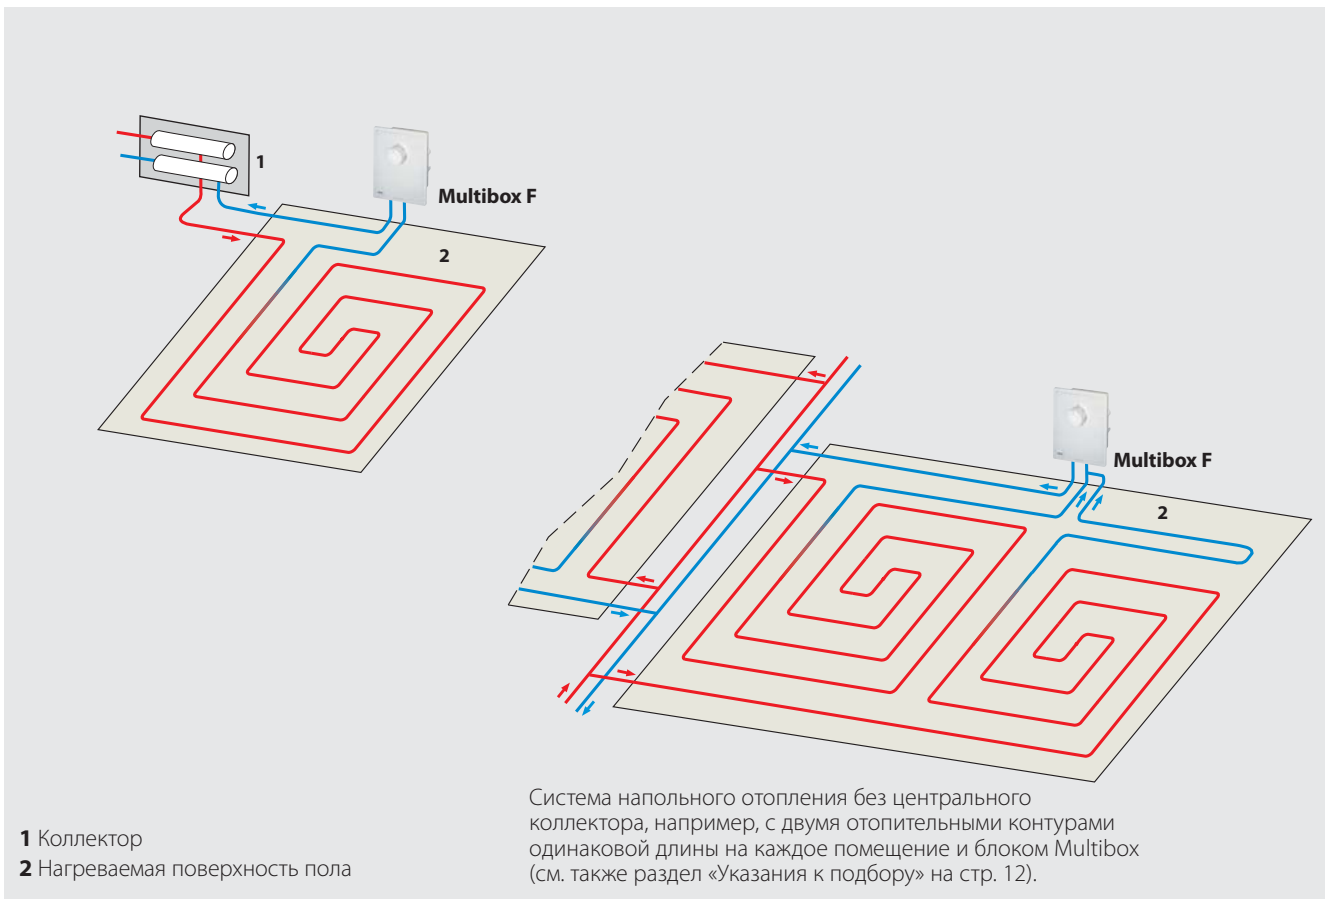 1
Multibox F
2
Multibox F
2
Система напольного отопления без центрального
коллектора, например, с двумя отопительными контурами
одинаковой длины на каждое помещение и блоком Multibox
(см. также раздел «Указания к подбору» на стр. 12).
1 Коллектор
2 Нагреваемая поверхность пола